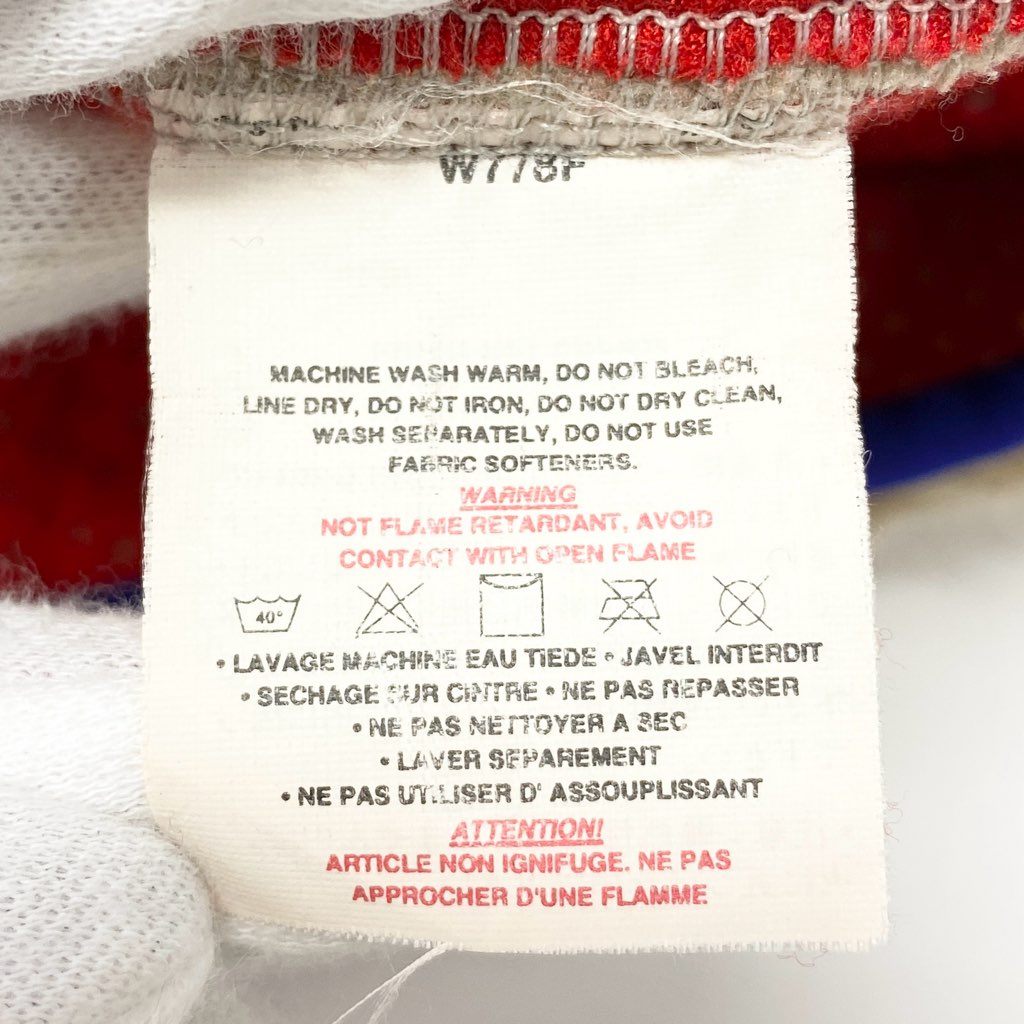 W778F
MACHINE WASH WARM, DO NOT BLEACH,
LINE DRY, DO NOT IRON, DO NOT DRY CLEAN,
WASH SEPARATELY, DO NOT USE
FABRIC SOFTENERS.
WARNING
NOT FLAME RETARDANT, AVOID
CONTACT WITH OPEN FLAME
40°
• LAVAGE MACHINE EAU TIEDE • JAVEL INTERDIT
• SECHAGE SUR CINTRE • NE PAS REPASSER
• NE PAS NETTOYER A SEC
• LAVER SEPAREMENT
• NE PAS UTILISER D' ASSOUPLISSANT
ATTENTION!
ARTICLE NON IGNIFUGE. NE PAS
APPROCHER D'UNE FLAMME